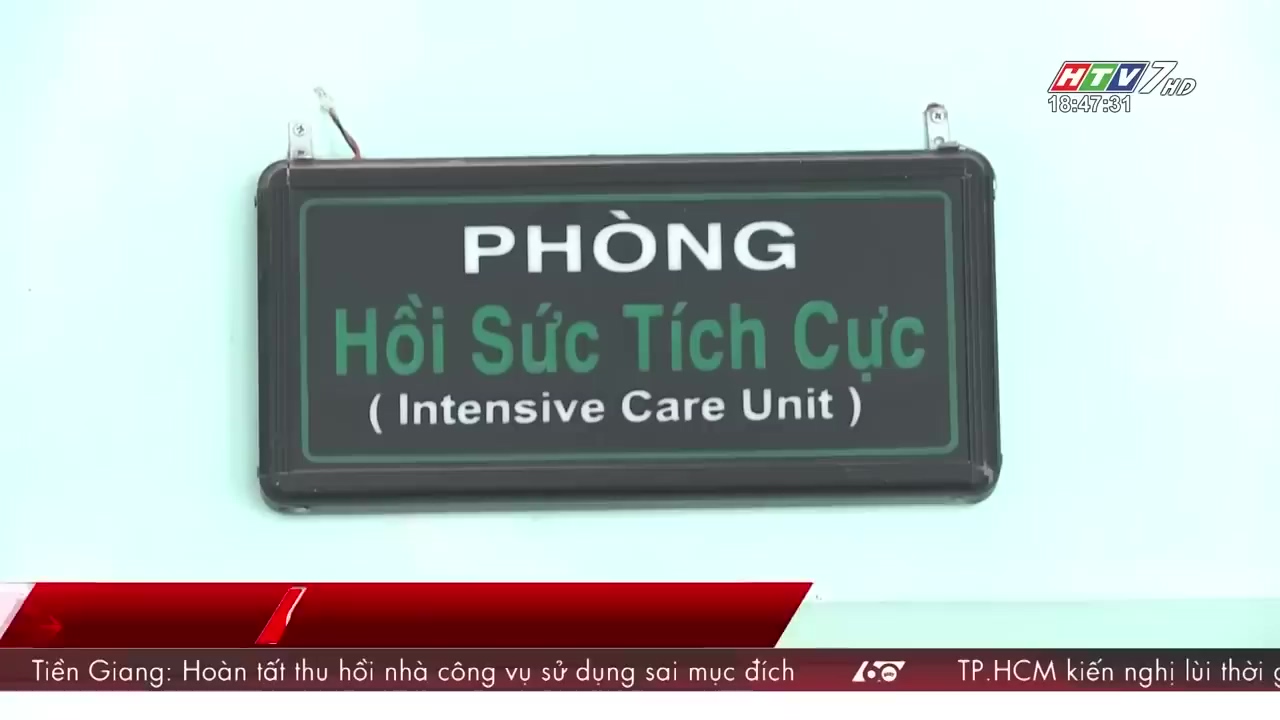 HTV7 HD
18:47:31
PHÒNG
Hồi Sức Tích Cực
( Intensive Care Unit )
Tiền Giang: Hoàn tất thu hồi nhà công vụ sử dụng sai mục đích
60
TP.HCM kiến nghị lùi thời